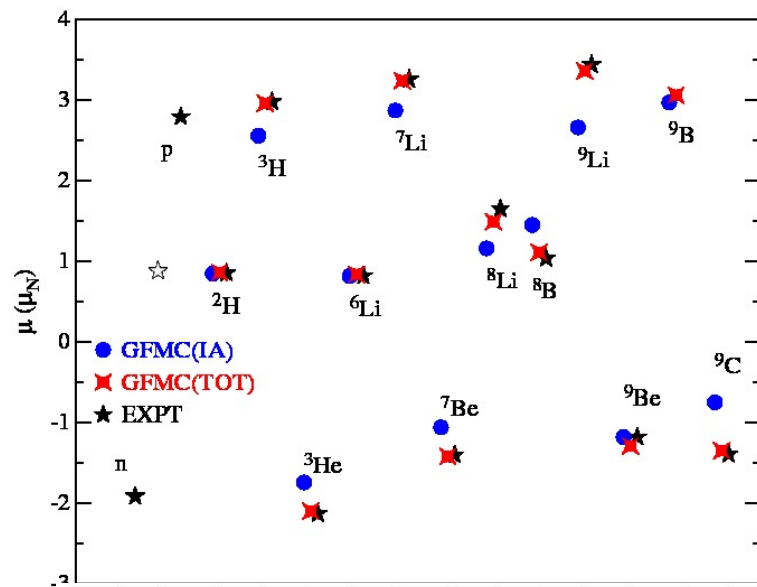 4
3
2
1
0
-1
-2
-3
μ (μN)
p
³H
⁷Li
⁹Li
⁹B
²H
⁶Li
⁸Li
⁸B
GFMC(IA)
GFMC(TOT)
EXPT
n
³He
⁷Be
⁹Be
⁹C